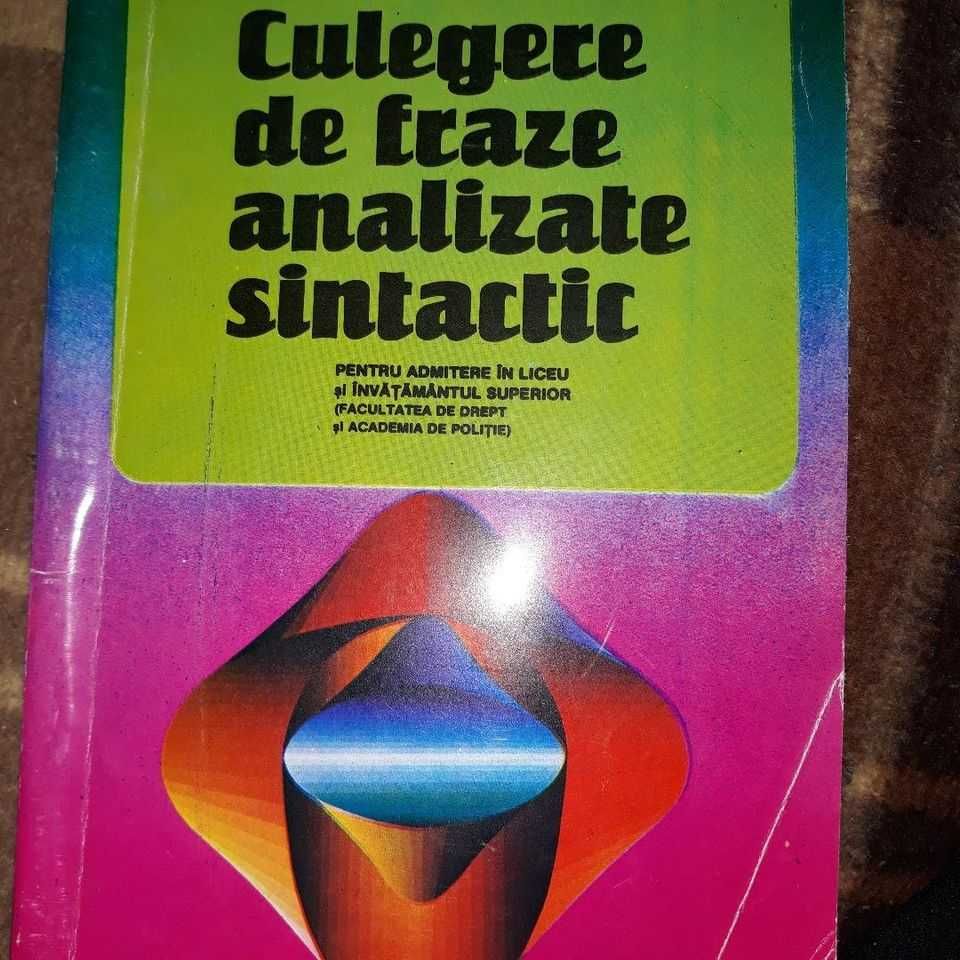 Culegere
de fraze
analizate
sintactic
PENTRU ADMITERE ÎN LICEU
și ÎNVĂȚĂMÂNTUL SUPERIOR
(FACULTATEA DE DREPT
și ACADEMIA DE POLIȚIE)